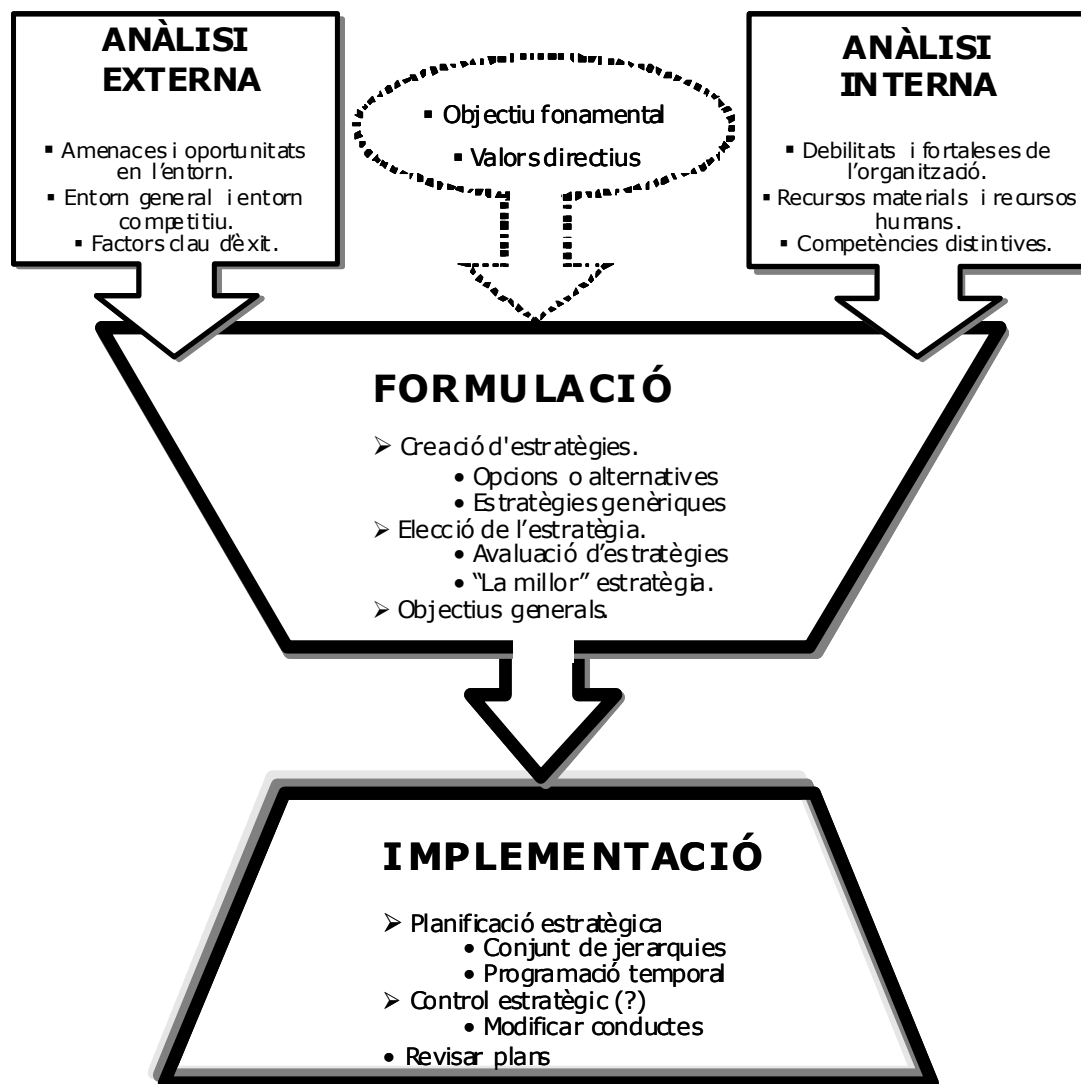 ANÀLISI
EXTERNA
▪ Amenaces i oportunitats
en l'entorn.
▪ Entorn general i entorn
competitiu.
▪ Factors clau d'èxit.
▪ Objectiu fonamental
▪ Valors directius
ANÀLISI
INTERNA
▪ Debilitats i fortaleses de
l'organització.
▪ Recursos materials i recursos
humans.
▪ Competències distintives.
FORMULACIÓ
➢ Creació d'estratègies.
• Opcions o alternatives
• Estratègies genèriques
➢ Elecció de l'estratègia.
• Avaluació d'estratègies
• “La millor” estratègia.
➢ Objectius generals.
IMPLEMENTACIÓ
➢ Planificació estratègica
• Conjunt de jerarquies
• Programació temporal
➢ Control estratègic (?)
• Modificar conductes
• Revisar plans